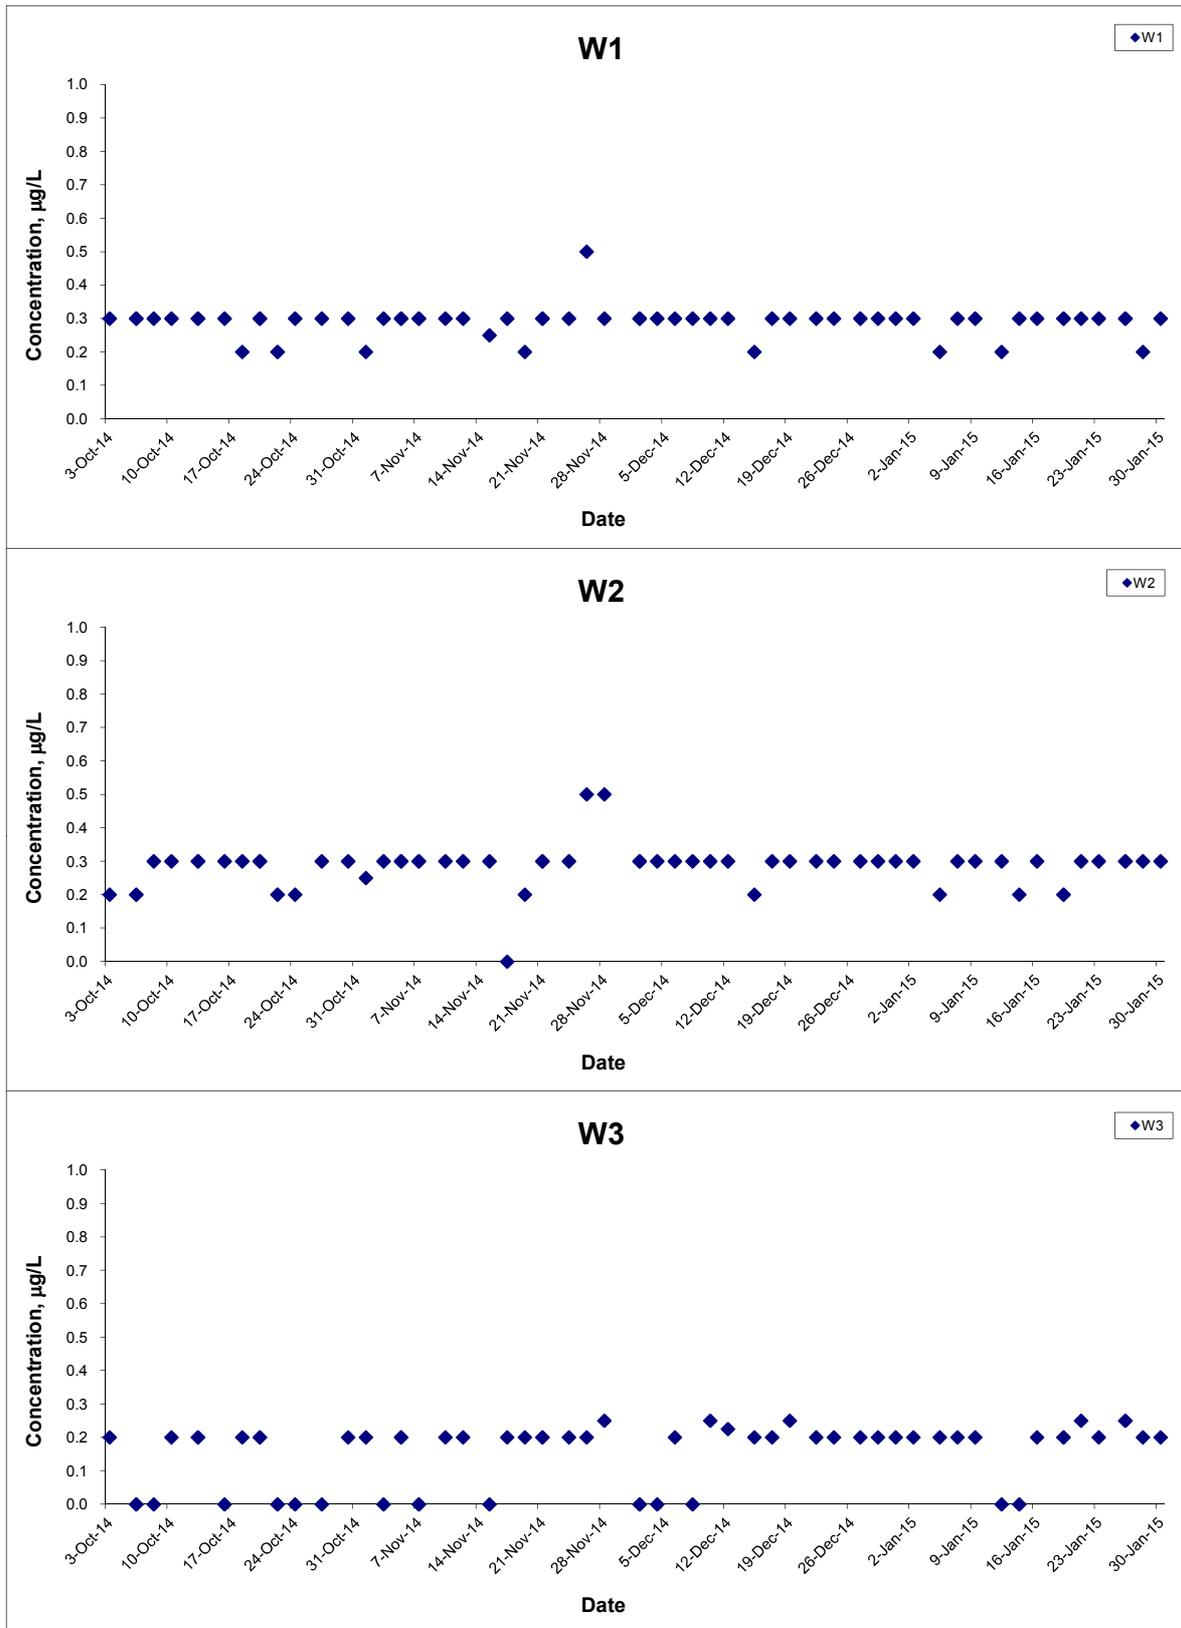 W1
W1
1.0
0.9
0.8
0.7
0.6
0.5
0.4
0.3
0.2
0.1
0.0
Concentration, µg/L
3-Oct-14
10-Oct-14
17-Oct-14
24-Oct-14
31-Oct-14
7-Nov-14
14-Nov-14
21-Nov-14
28-Nov-14
5-Dec-14
12-Dec-14
19-Dec-14
26-Dec-14
2-Jan-15
9-Jan-15
16-Jan-15
23-Jan-15
30-Jan-15
Date
W2
W2
1.0
0.9
0.8
0.7
0.6
0.5
0.4
0.3
0.2
0.1
0.0
Concentration, µg/L
3-Oct-14
10-Oct-14
17-Oct-14
24-Oct-14
31-Oct-14
7-Nov-14
14-Nov-14
21-Nov-14
28-Nov-14
5-Dec-14
12-Dec-14
19-Dec-14
26-Dec-14
2-Jan-15
9-Jan-15
16-Jan-15
23-Jan-15
30-Jan-15
Date
W3
W3
1.0
0.9
0.8
0.7
0.6
0.5
0.4
0.3
0.2
0.1
0.0
Concentration, µg/L
3-Oct-14
10-Oct-14
17-Oct-14
24-Oct-14
31-Oct-14
7-Nov-14
14-Nov-14
21-Nov-14
28-Nov-14
5-Dec-14
12-Dec-14
19-Dec-14
26-Dec-14
2-Jan-15
9-Jan-15
16-Jan-15
23-Jan-15
30-Jan-15
Date